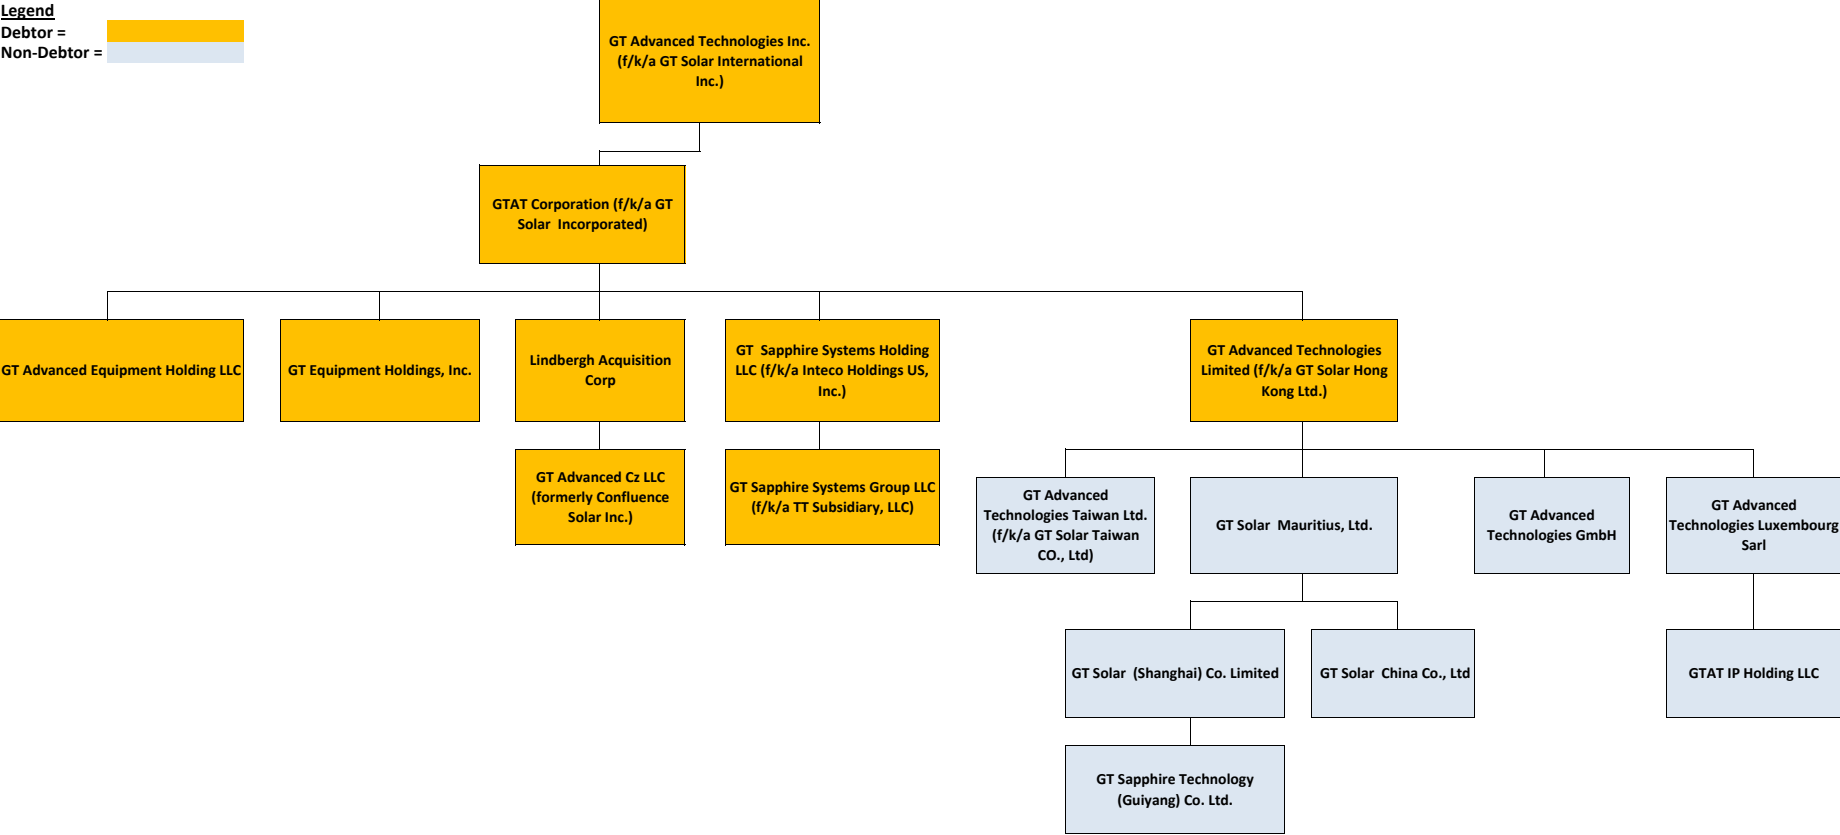 Legend
Debtor =
Non-Debtor =
GT Advanced Technologies Inc.
(f/k/a GT Solar International
Inc.)
GTAT Corporation (f/k/a GT
Solar Incorporated)
GT Advanced Equipment Holding LLC
GT Equipment Holdings, Inc.
Lindbergh Acquisition
Corp
GT Sapphire Systems Holding
LLC (f/k/a Inteco Holdings US,
Inc.)
GT Advanced Technologies
Limited (f/k/a GT Solar Hong
Kong Ltd.)
GT Advanced Cz LLC
(formerly Confluence
Solar Inc.)
GT Sapphire Systems Group LLC
(f/k/a TT Subsidiary, LLC)
GT Advanced
Technologies Taiwan Ltd.
(f/k/a GT Solar Taiwan
CO., Ltd)
GT Solar Mauritius, Ltd.
GT Advanced
Technologies GmbH
GT Advanced
Technologies Luxembourg
Sarl
GT Solar (Shanghai) Co. Limited
GT Solar China Co., Ltd
GTAT IP Holding LLC
GT Sapphire Technology
(Guiyang) Co. Ltd.